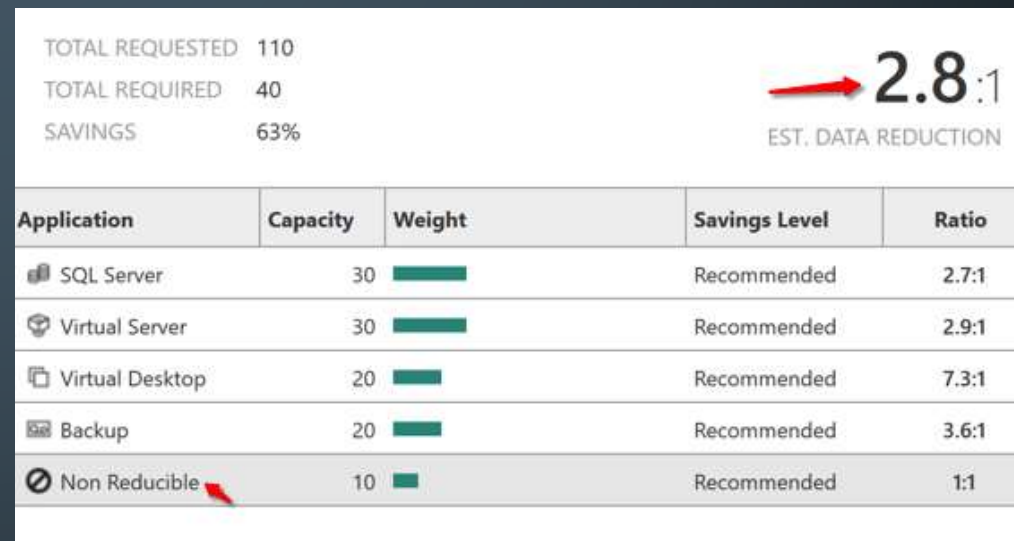 TOTAL REQUESTED 110
TOTAL REQUIRED 40
SAVINGS 63%
2.8:1
EST. DATA REDUCTION
Application Capacity Weight Savings Level Ratio
SQL Server 30 Recommended 2.7:1
Virtual Server 30 Recommended 2.9:1
Virtual Desktop 20 Recommended 7.3:1
Backup 20 Recommended 3.6:1
Non Reducible 10 Recommended 1:1